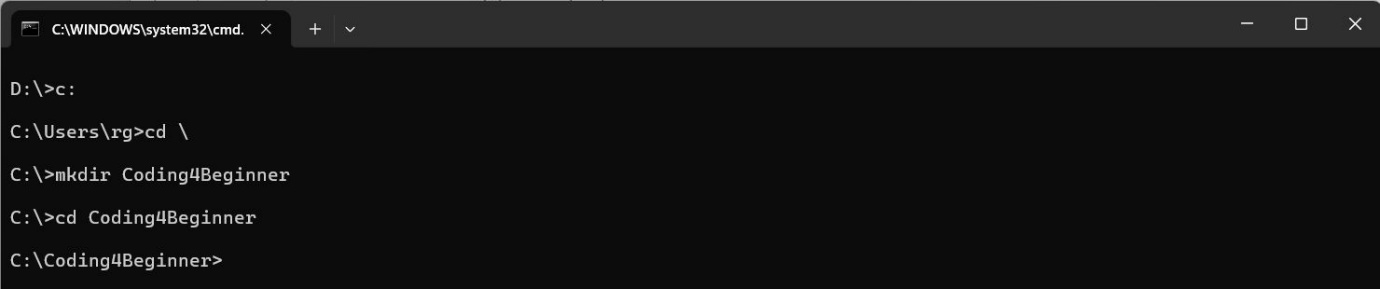 C:\WINDOWS\system32\cmd.
D:\>c:
C:\Users\rg>cd \
C:\>mkdir Coding4Beginner
C:\>cd Coding4Beginner
C:\Coding4Beginner>